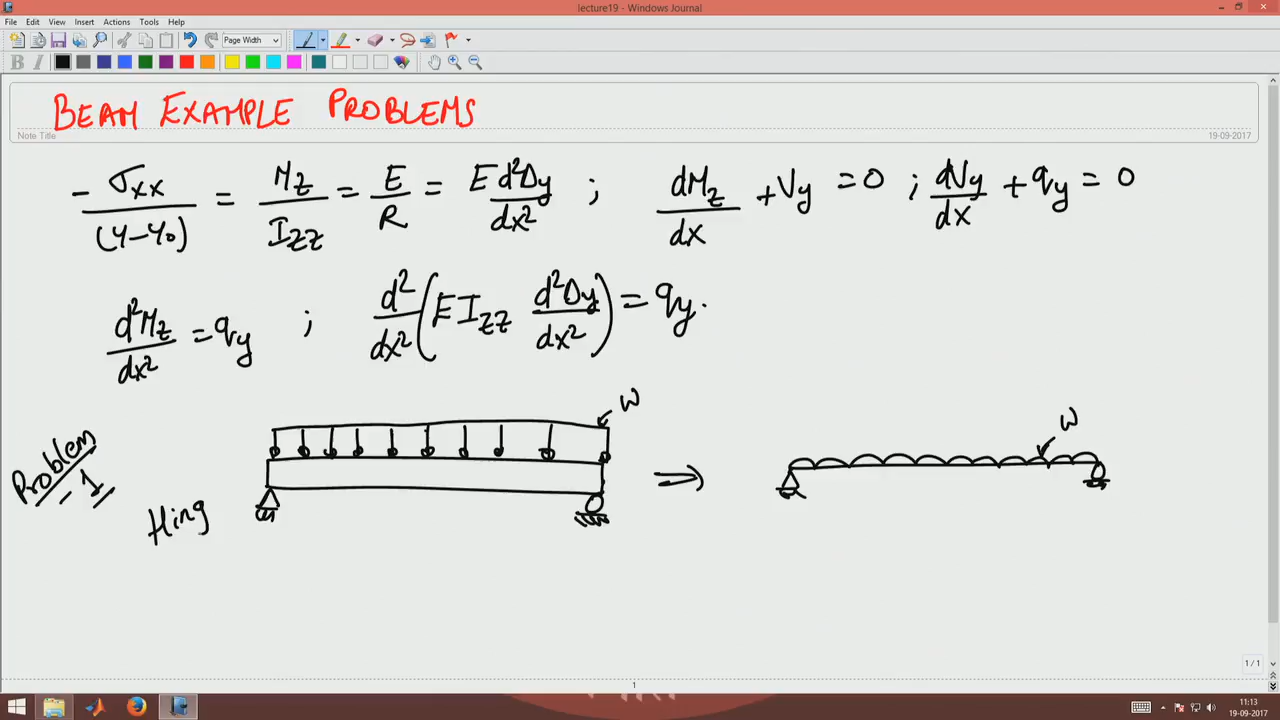 lecture19 - Windows Journal
File Edit View Insert Actions Tools Help
Page Width
B I
BEAM EXAMPLE PROBLEMS
Note Title
19-09-2017
- σxx / (y-y0) = Mz / Izz = E / R = E d²Δy / dx² ; dMz / dx + Vy = 0 ; dVy / dx + qy = 0
d²Mz / dx² = qy ; d² / dx² (E Izz d²Δy / dx²) = qy.
W
W
Problem - 1
⇒
Hing
1/1
1
11:13
19-09-2017